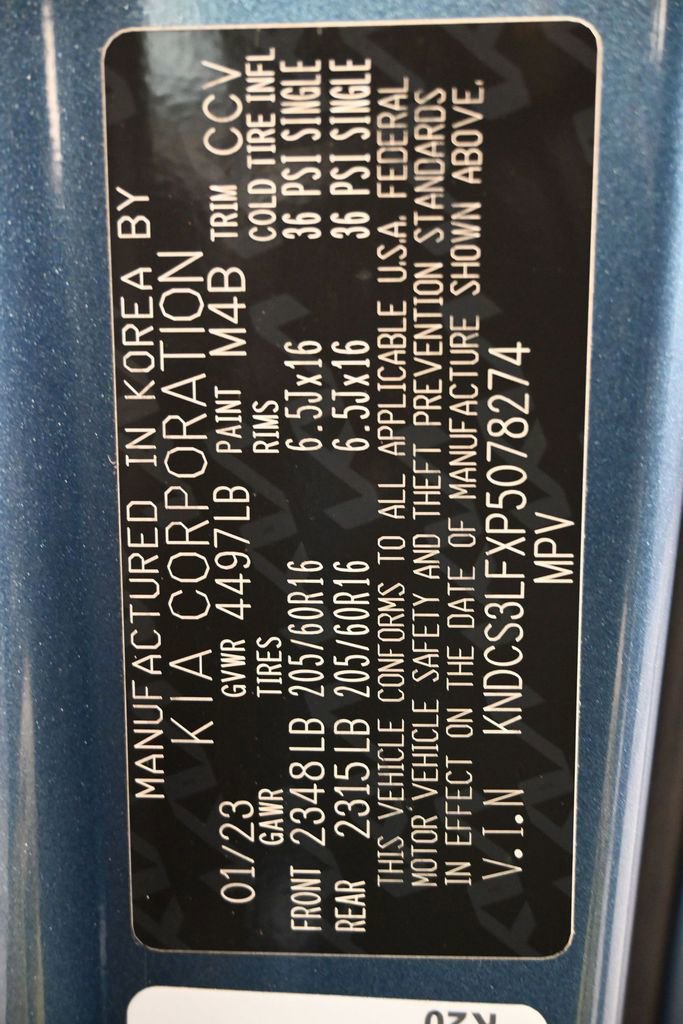 MANUFACTURED IN KOREA BY
KIA CORPORATION
01/23 GVWR 4497LB PAINT M4B TRIM CCV
GAWR TIRES RIMS COLD TIRE INFL
FRONT 2348LB 205/60R16 6.5Jx16 36 PSI SINGLE
REAR 2315LB 205/60R16 6.5Jx16 36 PSI SINGLE
THIS VEHICLE CONFORMS TO ALL APPLICABLE U.S.A. FEDERAL
MOTOR VEHICLE SAFETY AND THEFT PREVENTION STANDARDS
IN EFFECT ON THE DATE OF MANUFACTURE SHOWN ABOVE.
V.I.N KNDCS3LFXP5078274
MPV
K20